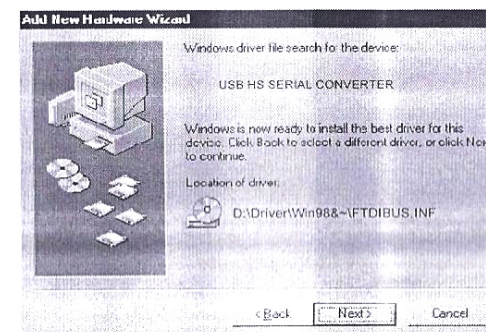 Add New Hardware Wizard
Windows driver file search for the device:
USB HS SERIAL CONVERTER
Windows is now ready to install the best driver for this
device. Click Back to select a different driver, or click Nex
to continue.
Location of driver:
D:\Driver\Win98&~\FTDIBUS.INF
< Back
Next >
Cancel